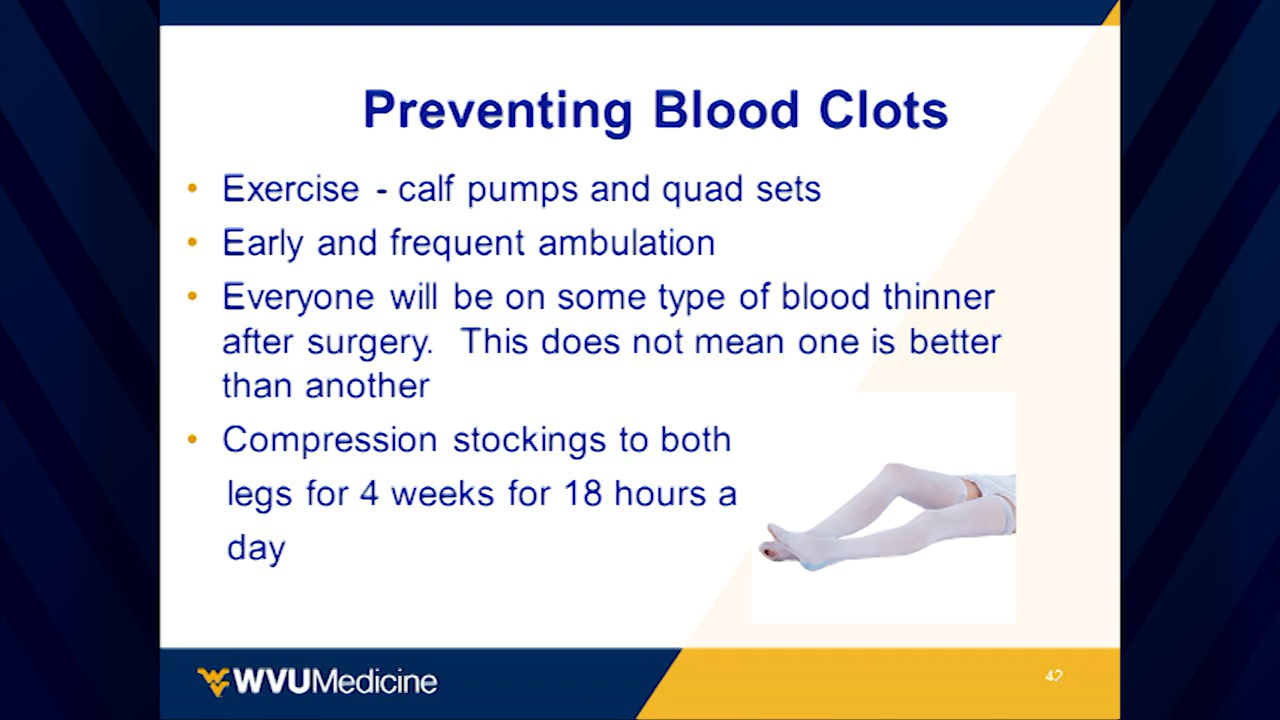 Preventing Blood Clots
• Exercise - calf pumps and quad sets
• Early and frequent ambulation
• Everyone will be on some type of blood thinner
after surgery. This does not mean one is better
than another
• Compression stockings to both
legs for 4 weeks for 18 hours a
day
WVUMedicine
42